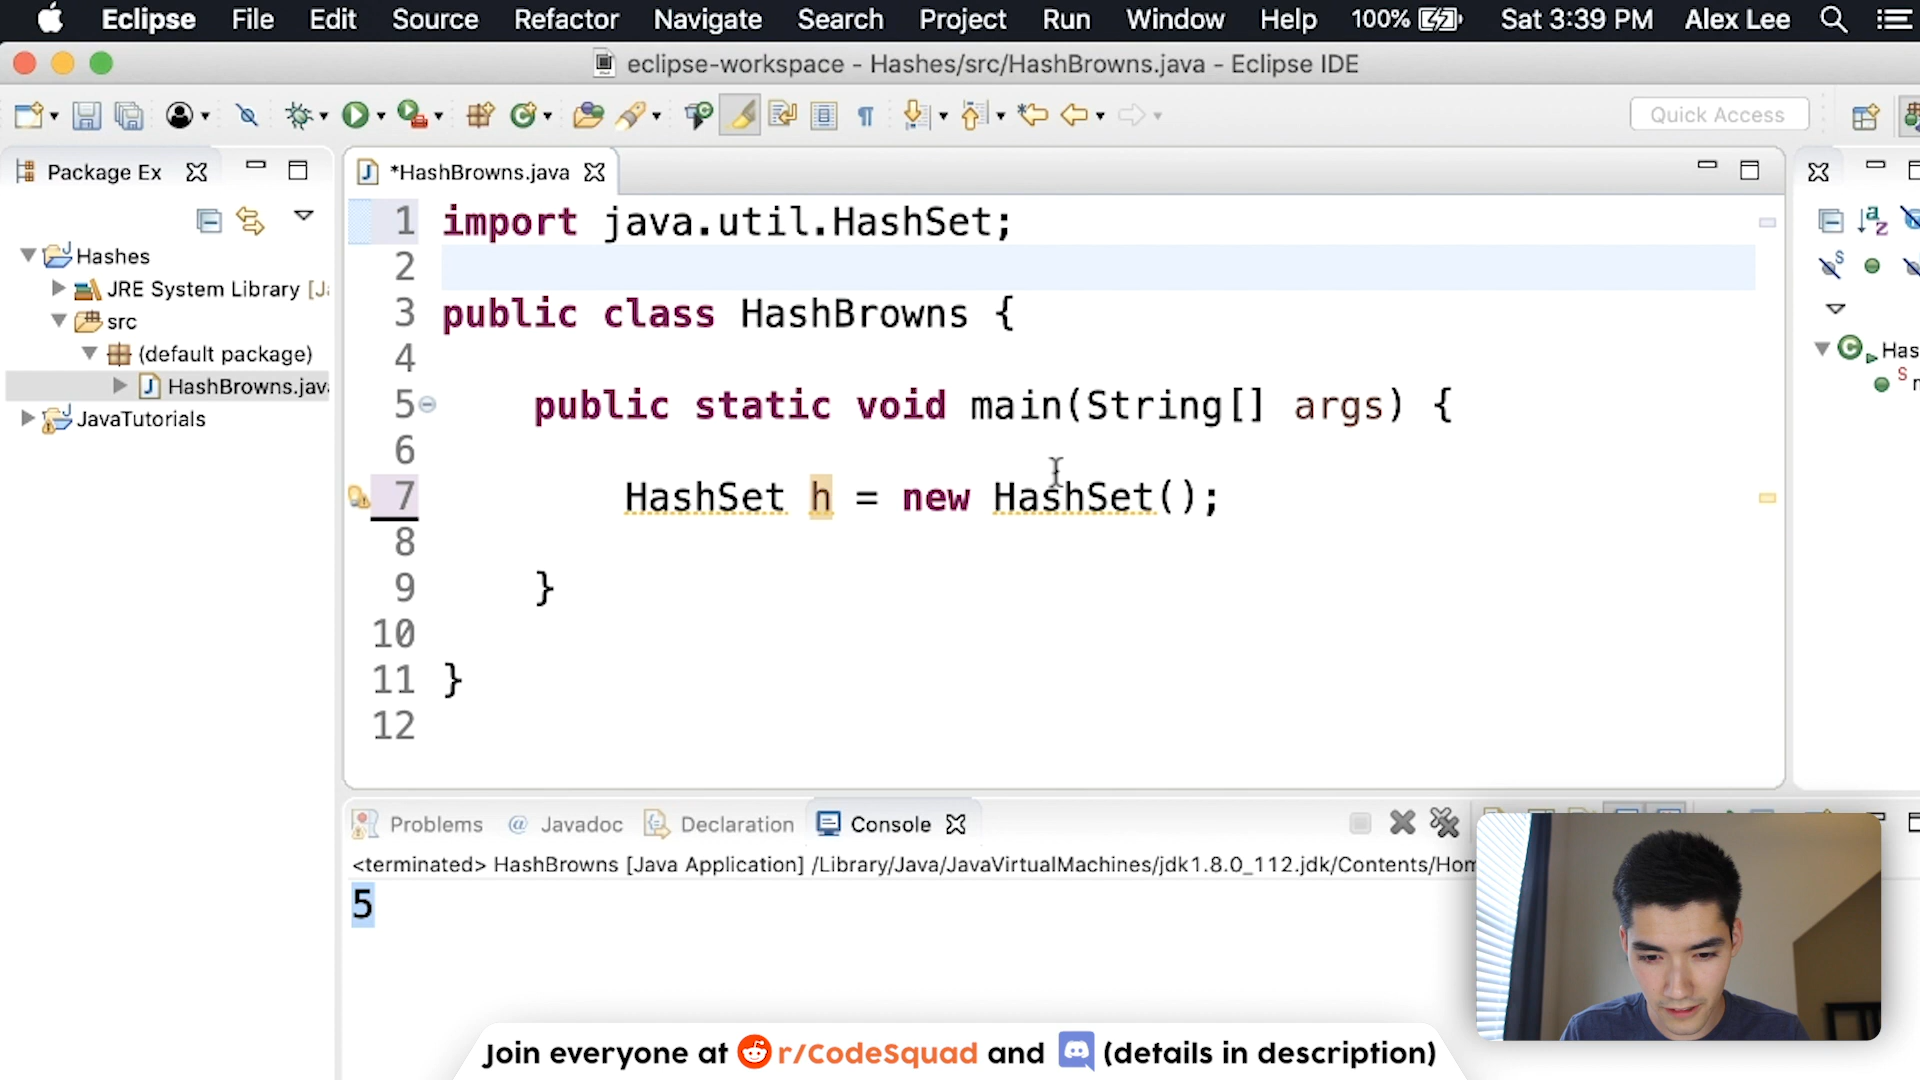 Eclipse File Edit Source Refactor Navigate Search Project Run Window Help 100% Sat 3:39 PM Alex Lee
eclipse-workspace - Hashes/src/HashBrowns.java - Eclipse IDE
Quick Access
Package Ex
*HashBrowns.java
Hashes
JRE System Library [J
src
(default package)
HashBrowns.jav
JavaTutorials
1 import java.util.HashSet;
2
3 public class HashBrowns {
4
5 public static void main(String[] args) {
6
7 HashSet h = new HashSet();
8
9 }
10
11 }
12
Has
Problems @ Javadoc Declaration Console
<terminated> HashBrowns [Java Application] /Library/Java/JavaVirtualMachines/jdk1.8.0_112.jdk/Contents/Hom
5
Join everyone at r/CodeSquad and (details in description)